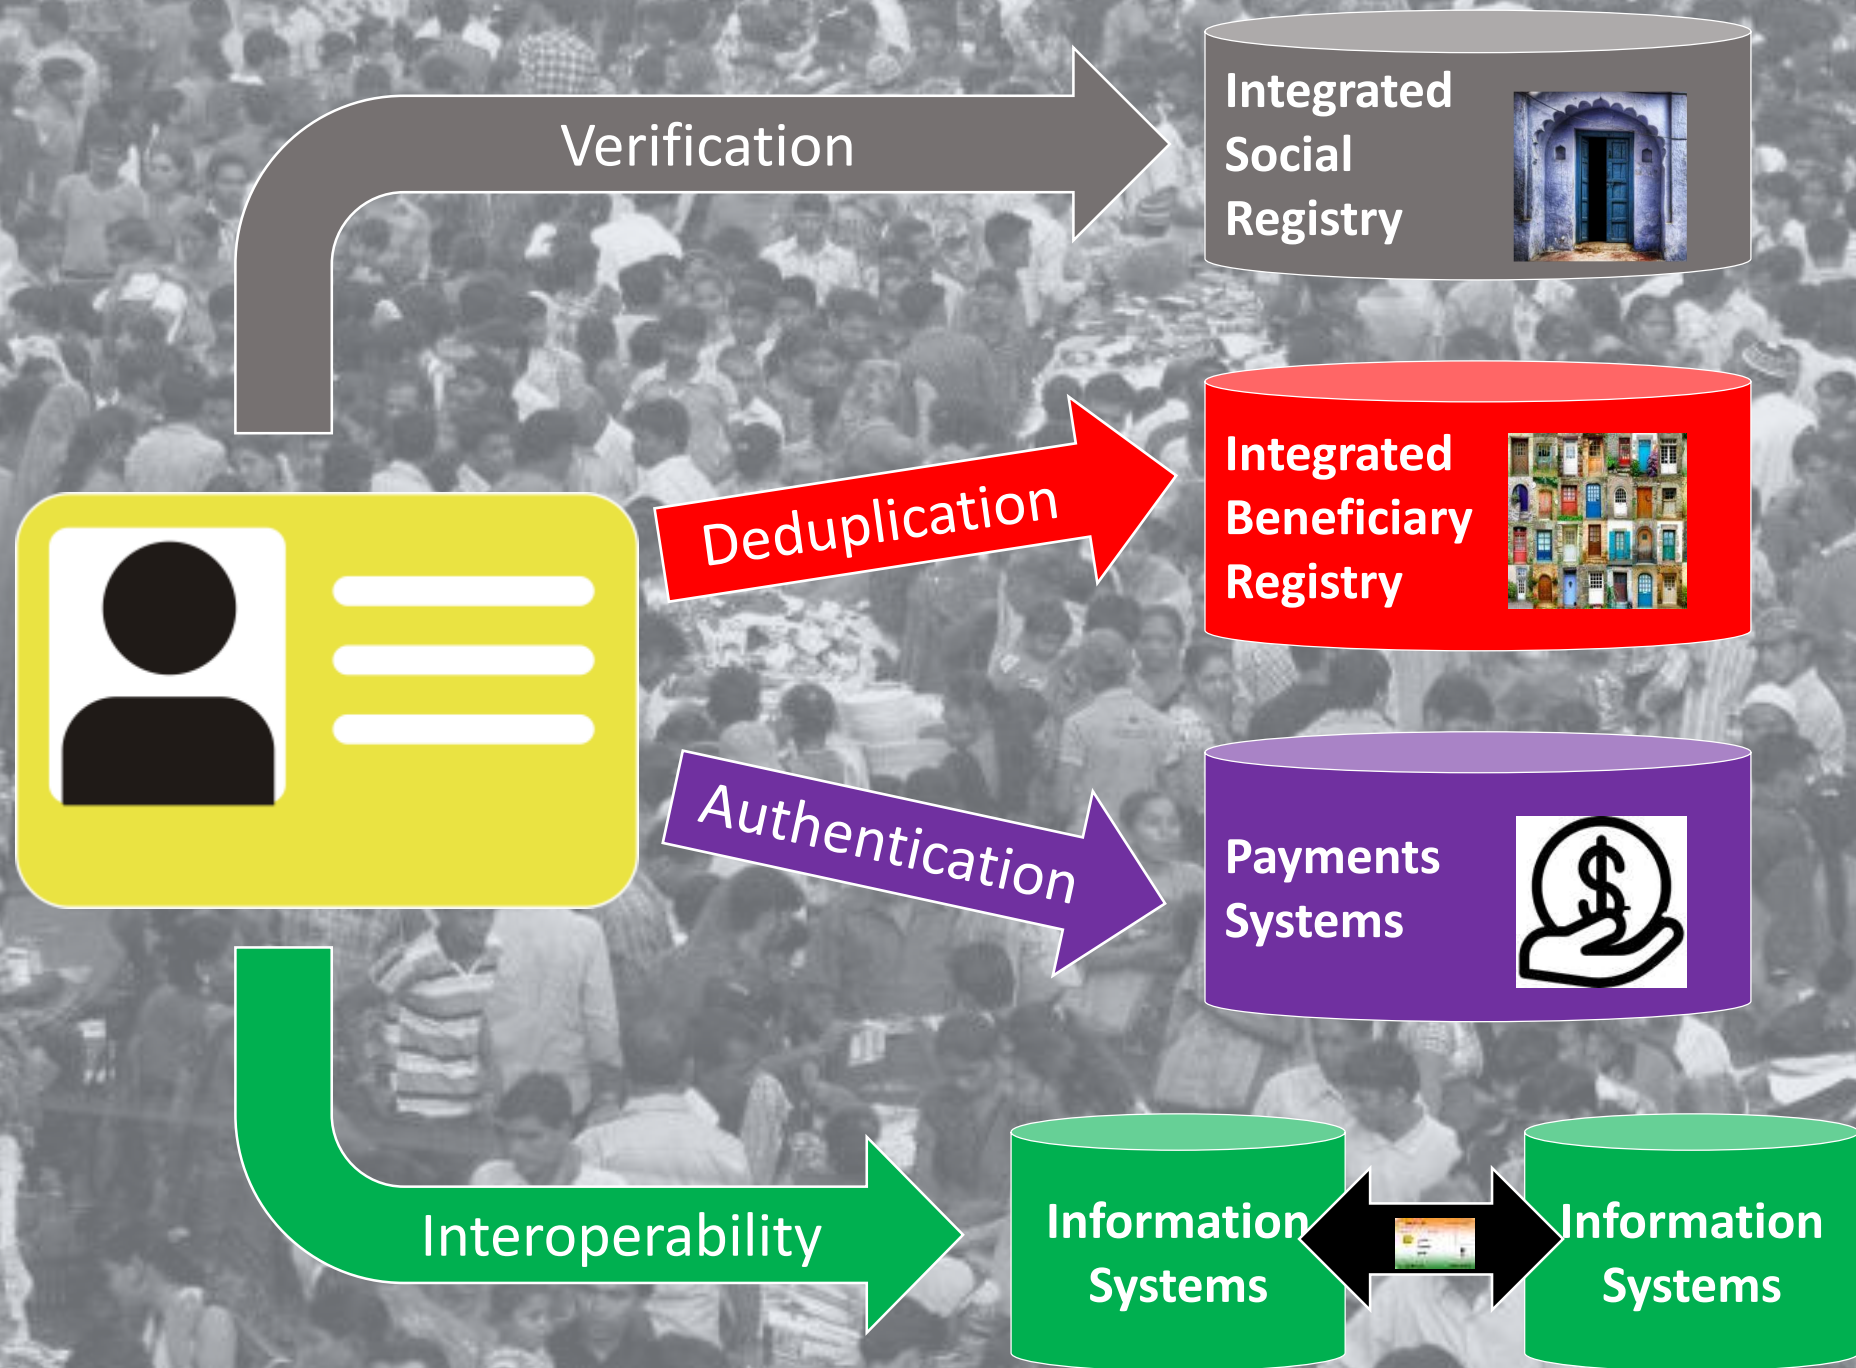 Verification
Integrated
Social
Registry
Deduplication
Integrated
Beneficiary
Registry
Authentication
Payments
Systems
Interoperability
Information
Systems
Information
Systems